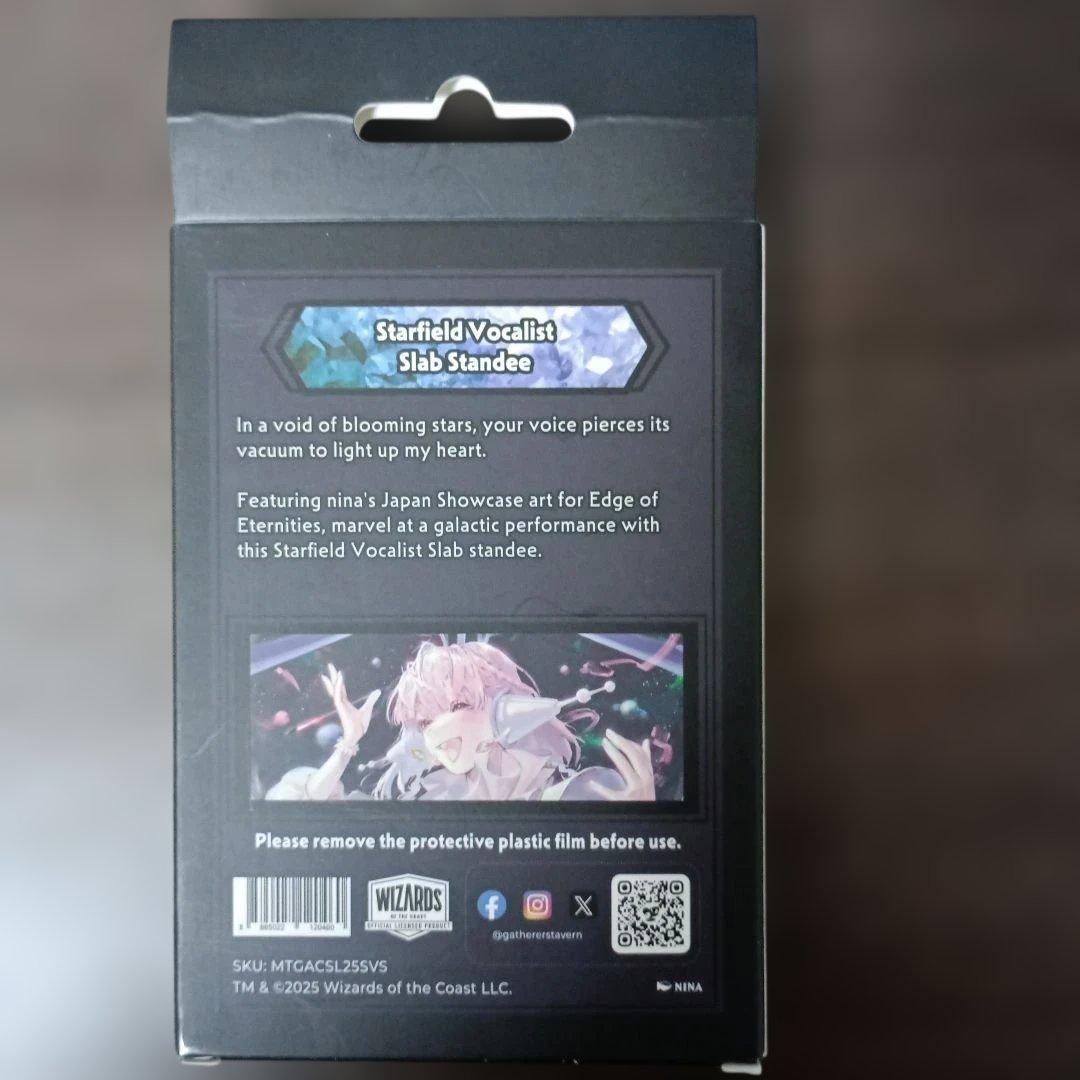 Starfield Vocalist
Slab Standee
In a void of blooming stars, your voice pierces its
vacuum to light up my heart.
Featuring nina's Japan Showcase art for Edge of
Eternities, marvel at a galactic performance with
this Starfield Vocalist Slab standee.
Please remove the protective plastic film before use.
885022 120400
WIZARDS
OF THE COAST
OFFICIAL LICENSED PRODUCT
@gathererstavern
SKU: MTGACSL25SVS
TM & ©2025 Wizards of the Coast LLC.
NINA